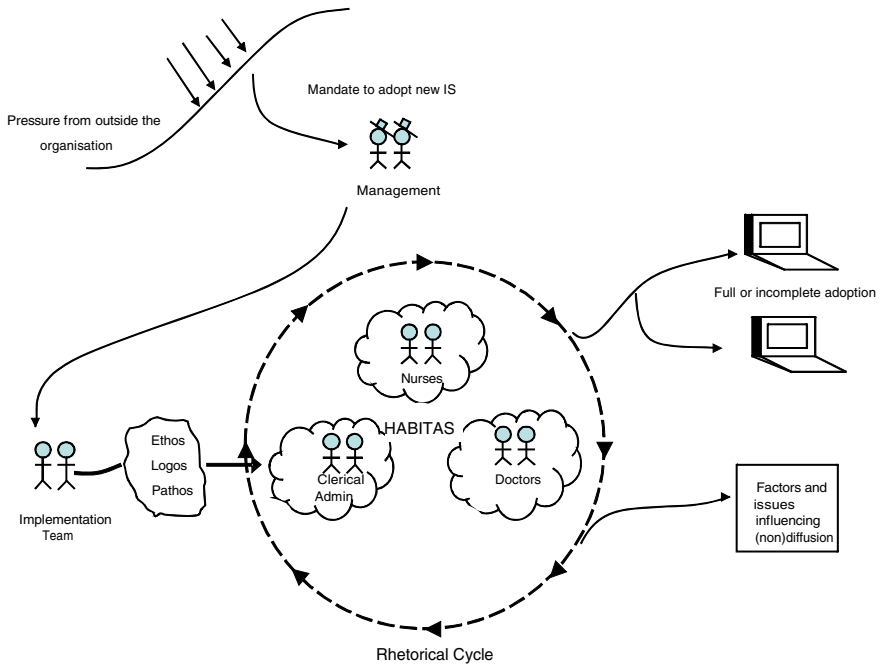 Mandate to adopt new IS
Pressure from outside the
organisation
Management
Full or incomplete adoption
Nurses
HABITAS
Ethos
Logos
Pathos
Clerical
Admin
Doctors
Implementation
Team
Factors and
issues
influencing
(non)diffusion
Rhetorical Cycle